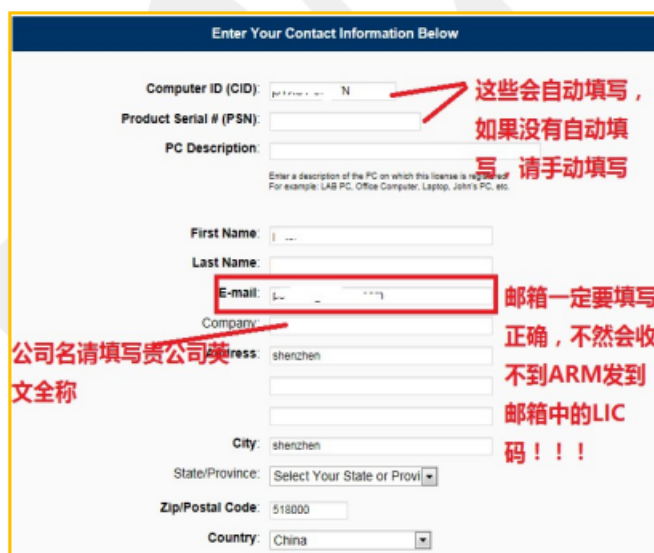 Enter Your Contact Information Below
Computer ID (CID): N
这些会自动填写，
Product Serial # (PSN):
如果没有自动填
PC Description:
写，请手动填写
Enter a description of the PC on which this license is registered.
For example: LAB PC, Office Computer, Laptop, John's PC, etc.
First Name:
Last Name:
E-mail:
邮箱一定要填写
Company:
正确，不然会收
公司名请填写贵公司英
Address: shenzhen
不到ARM发到
文全称
邮箱中的LIC
City: shenzhen
码！！！
State/Province: Select Your State or Provi
Zip/Postal Code: 518000
Country: China